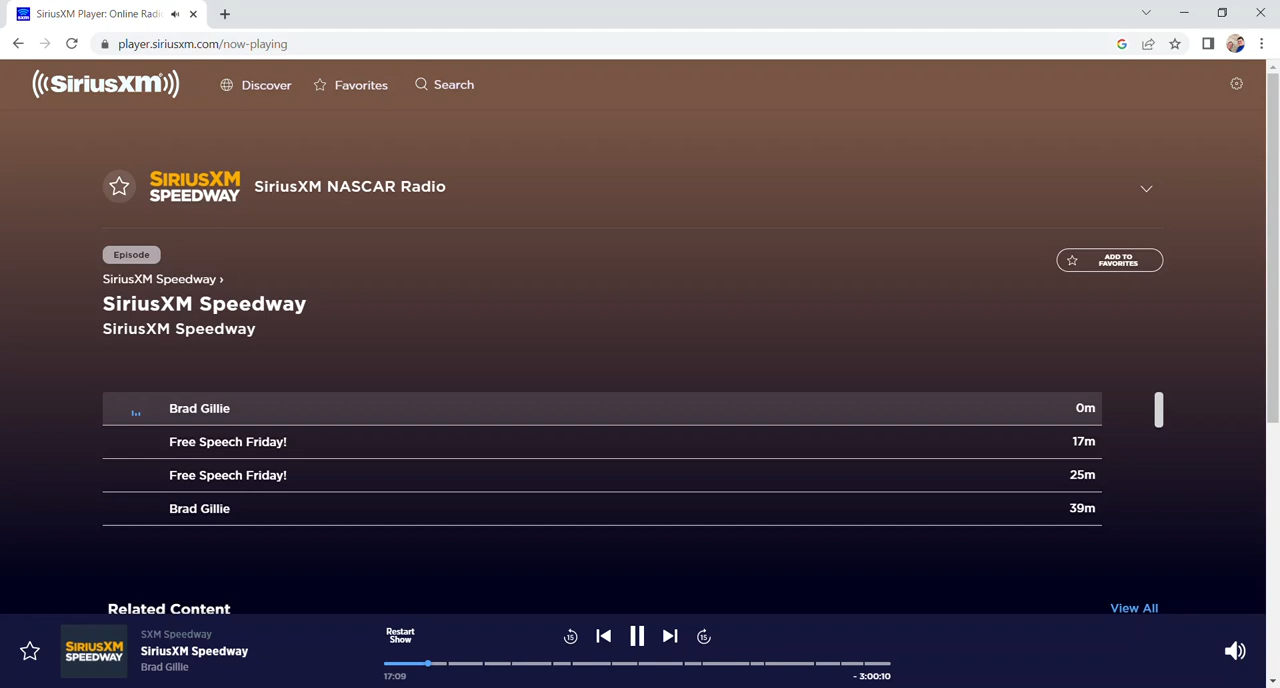 SiriusXM Player: Online Radi
player.siriusxm.com/now-playing
((SiriusXM))
Discover
Favorites
Search
SIRIUSXM
SPEEDWAY
SiriusXM NASCAR Radio
Episode
ADD TO
FAVORITES
SiriusXM Speedway ›
SiriusXM Speedway
SiriusXM Speedway
Brad Gillie 0m
Free Speech Friday! 17m
Free Speech Friday! 25m
Brad Gillie 39m
Related Content View All
SIRIUSXM
SPEEDWAY
SXM Speedway
SiriusXM Speedway
Brad Gillie
Restart
Show
15
15
17:09
- 3:00:10